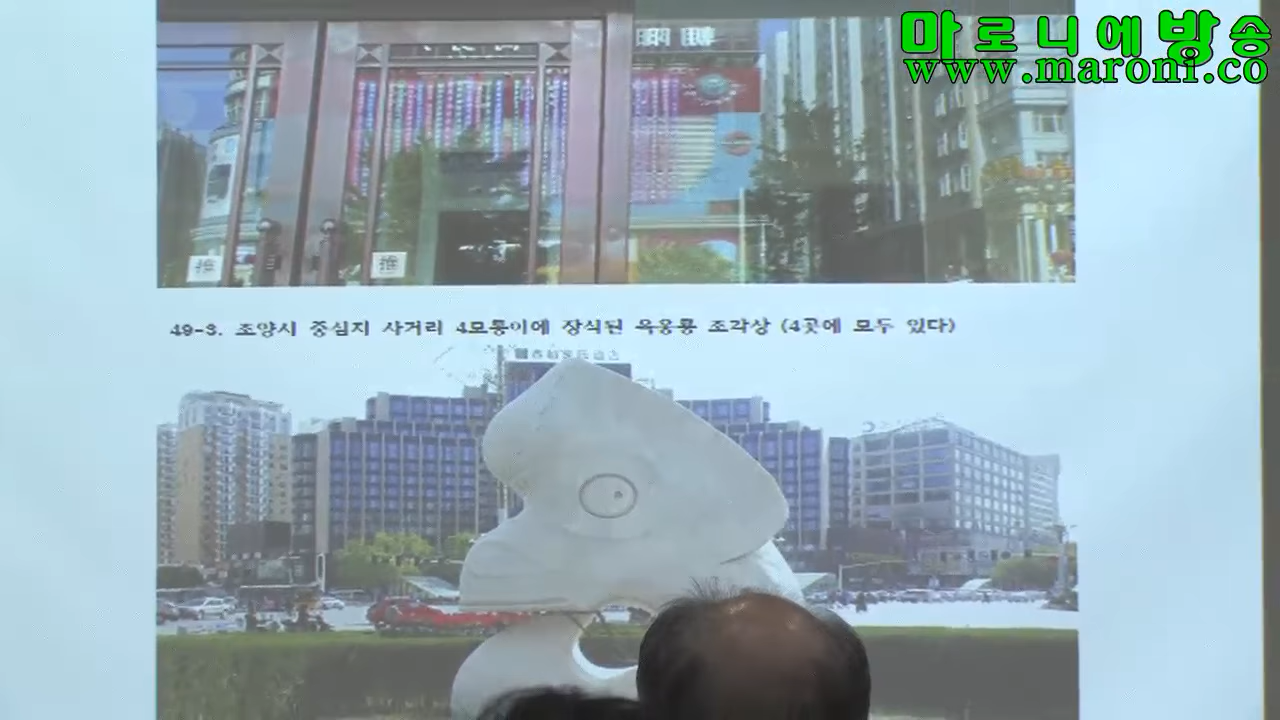 마로니에방송
www.maroni.co
推
推
49-3. 조양시 중심지 사거리 4모퉁이에 장식된 옥웅룡 조각상 (4곳에 모두 있다)